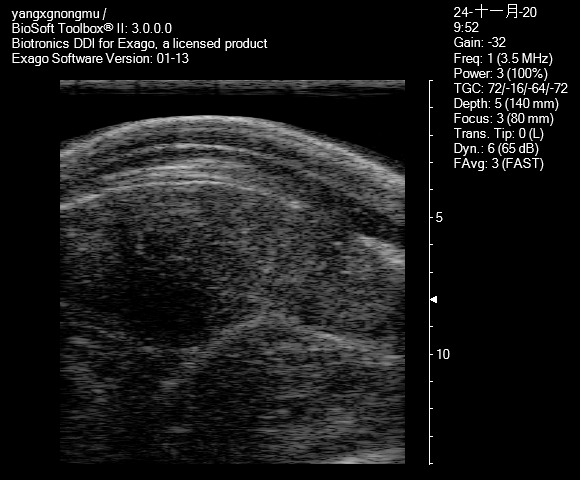 yangxgnongmu /
BioSoft Toolbox® II: 3.0.0.0
Biotronics DDI for Exago, a licensed product
Exago Software Version: 01-13
24-十一月-20
9:52
Gain: -32
Freq: 1 (3.5 MHz)
Power: 3 (100%)
TGC: 72/-16/-64/-72
Depth: 5 (140 mm)
Focus: 3 (80 mm)
Trans. Tip: 0 (L)
Dyn.: 6 (65 dB)
FAvg: 3 (FAST)
5
10